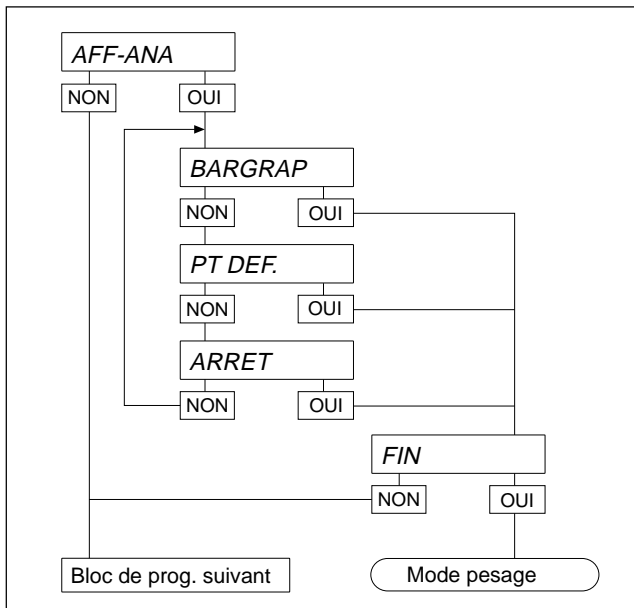 AFF-ANA
NON OUI
BARGRAP
NON OUI
PT DEF.
NON OUI
ARRET
NON OUI
FIN
NON OUI
Bloc de prog. suivant Mode pesage